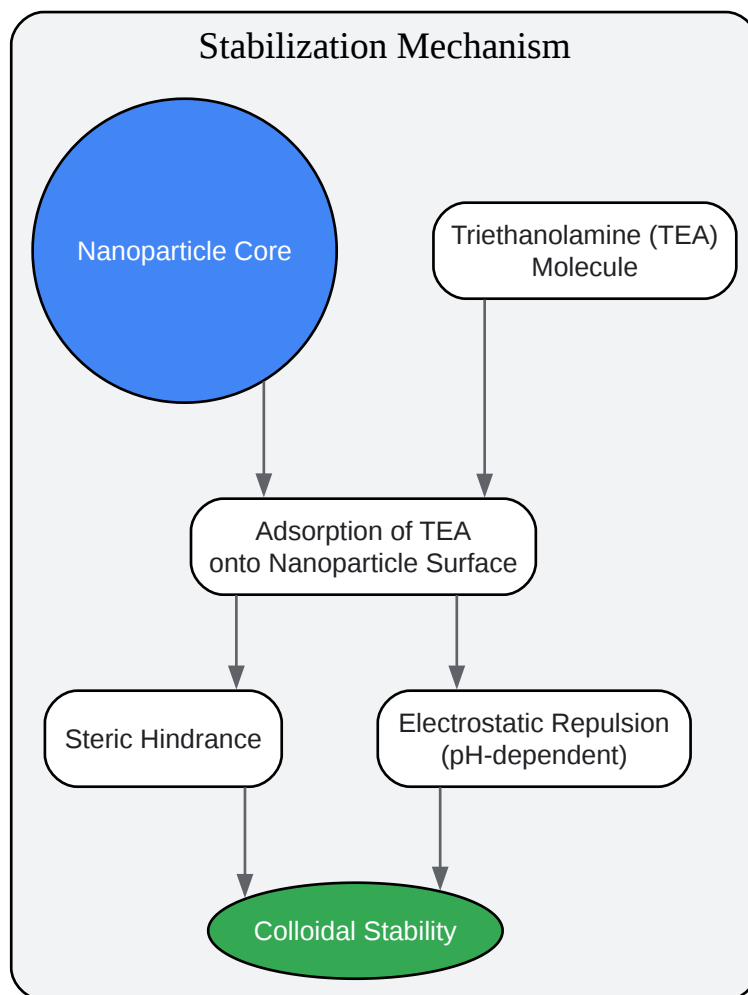 Stabilization Mechanism
Nanoparticle Core
Triethanolamine (TEA)
Molecule
Adsorption of TEA
onto Nanoparticle Surface
Steric Hindrance
Electrostatic Repulsion
(pH-dependent)
Colloidal Stability